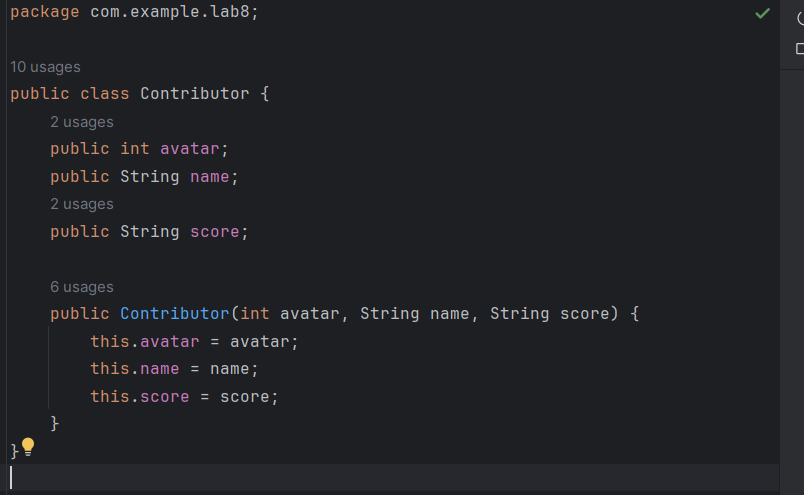 package com.example.lab8;
10 usages
public class Contributor {
2 usages
public int avatar;
public String name;
2 usages
public String score;
6 usages
public Contributor(int avatar, String name, String score) {
this.avatar = avatar;
this.name = name;
this.score = score;
}
}